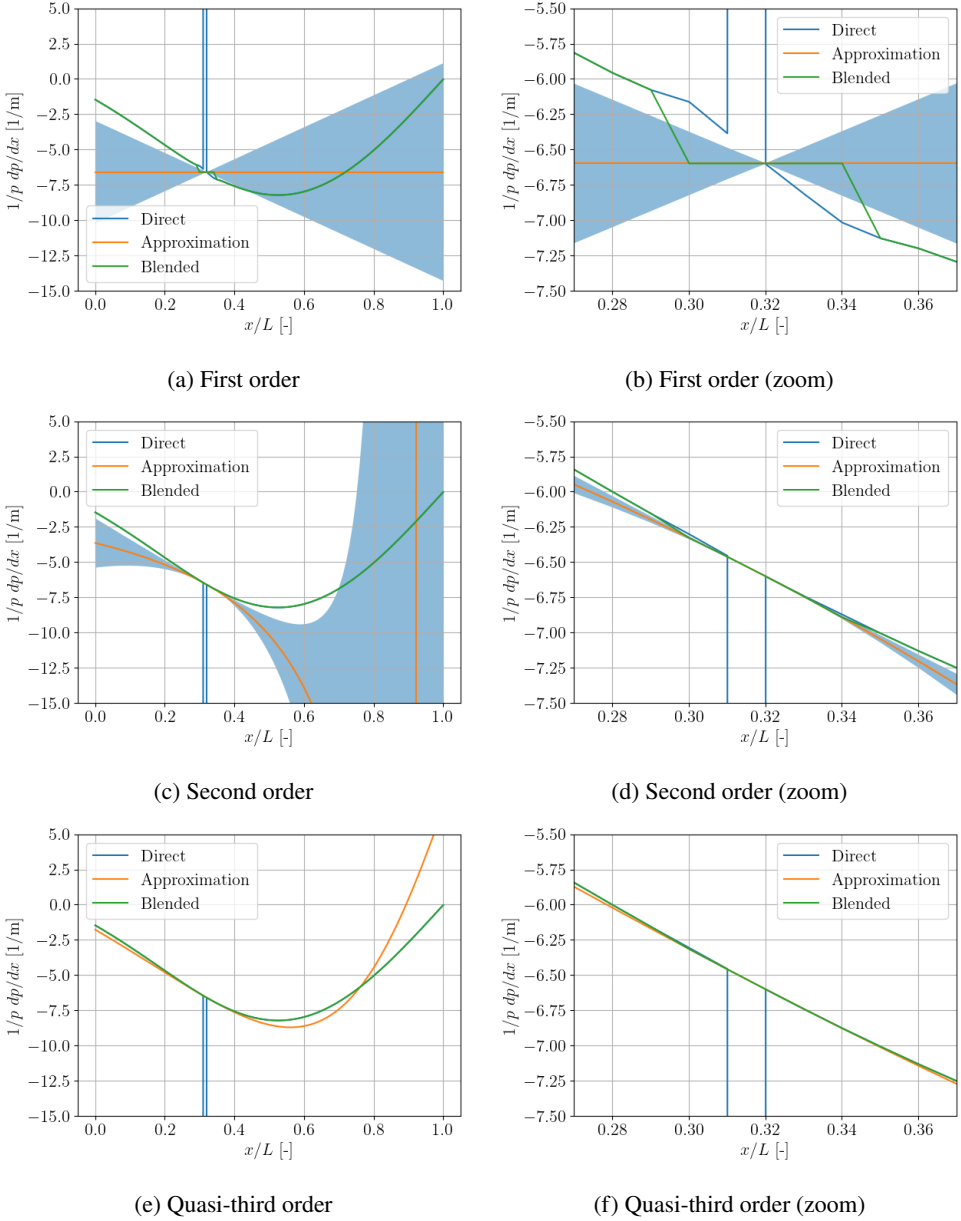 5.0
2.5
0.0
−2.5
−5.0
−7.5
−10.0
−12.5
−15.0
1/p dp/dx [1/m]
Direct
Approximation
Blended
0.0 0.2 0.4 0.6 0.8 1.0
x/L [-]
(a) First order
−5.50
−5.75
−6.00
−6.25
−6.50
−6.75
−7.00
−7.25
−7.50
1/p dp/dx [1/m]
Direct
Approximation
Blended
0.28 0.30 0.32 0.34 0.36
x/L [-]
(b) First order (zoom)
5.0
2.5
0.0
−2.5
−5.0
−7.5
−10.0
−12.5
−15.0
1/p dp/dx [1/m]
Direct
Approximation
Blended
0.0 0.2 0.4 0.6 0.8 1.0
x/L [-]
(c) Second order
−5.50
−5.75
−6.00
−6.25
−6.50
−6.75
−7.00
−7.25
−7.50
1/p dp/dx [1/m]
Direct
Approximation
Blended
0.28 0.30 0.32 0.34 0.36
x/L [-]
(d) Second order (zoom)
5.0
2.5
0.0
−2.5
−5.0
−7.5
−10.0
−12.5
−15.0
1/p dp/dx [1/m]
Direct
Approximation
Blended
0.0 0.2 0.4 0.6 0.8 1.0
x/L [-]
(e) Quasi-third order
−5.50
−5.75
−6.00
−6.25
−6.50
−6.75
−7.00
−7.25
−7.50
1/p dp/dx [1/m]
Direct
Approximation
Blended
0.28 0.30 0.32 0.34 0.36
x/L [-]
(f) Quasi-third order (zoom)